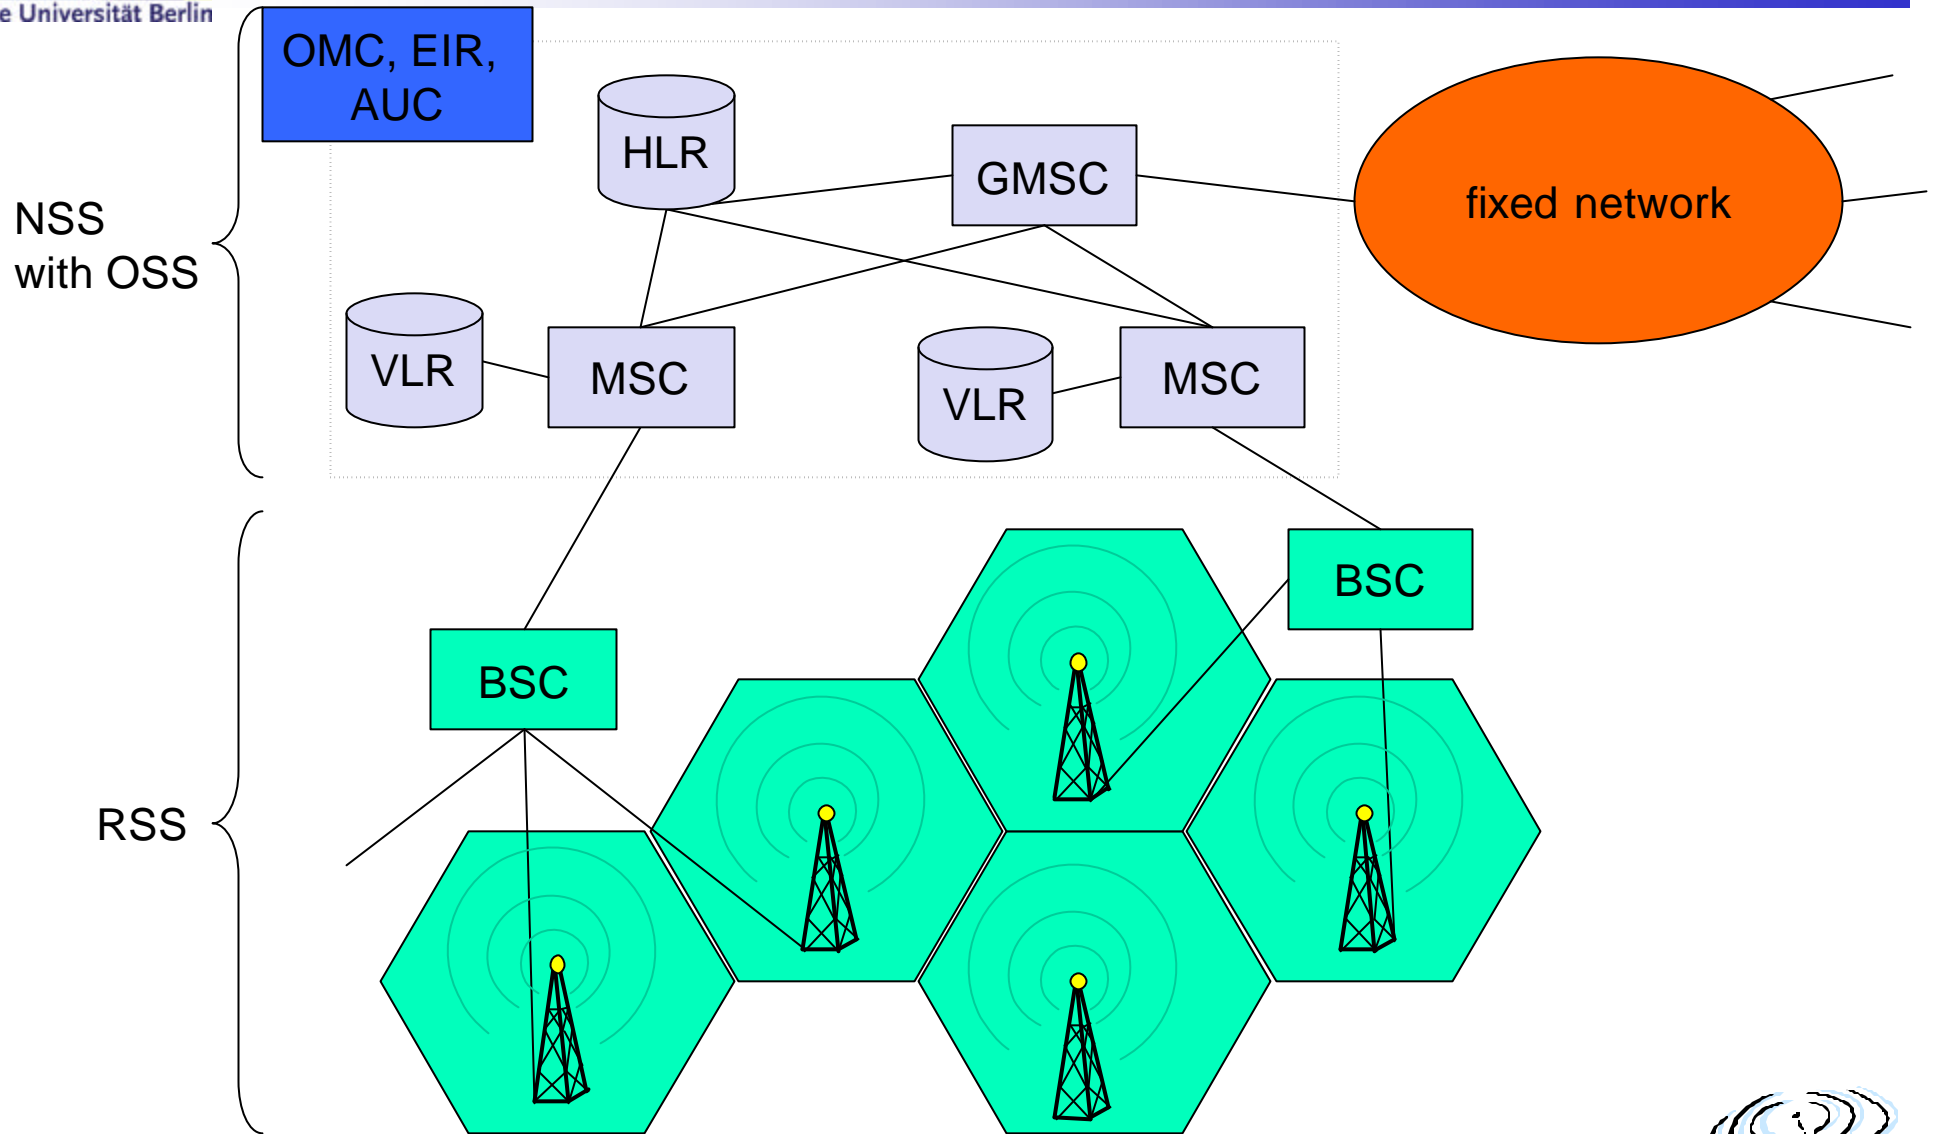 e Universität Berlin
OMC, EIR,
AUC
HLR
GMSC
fixed network
NSS
with OSS
VLR
MSC
VLR
MSC
BSC
BSC
RSS